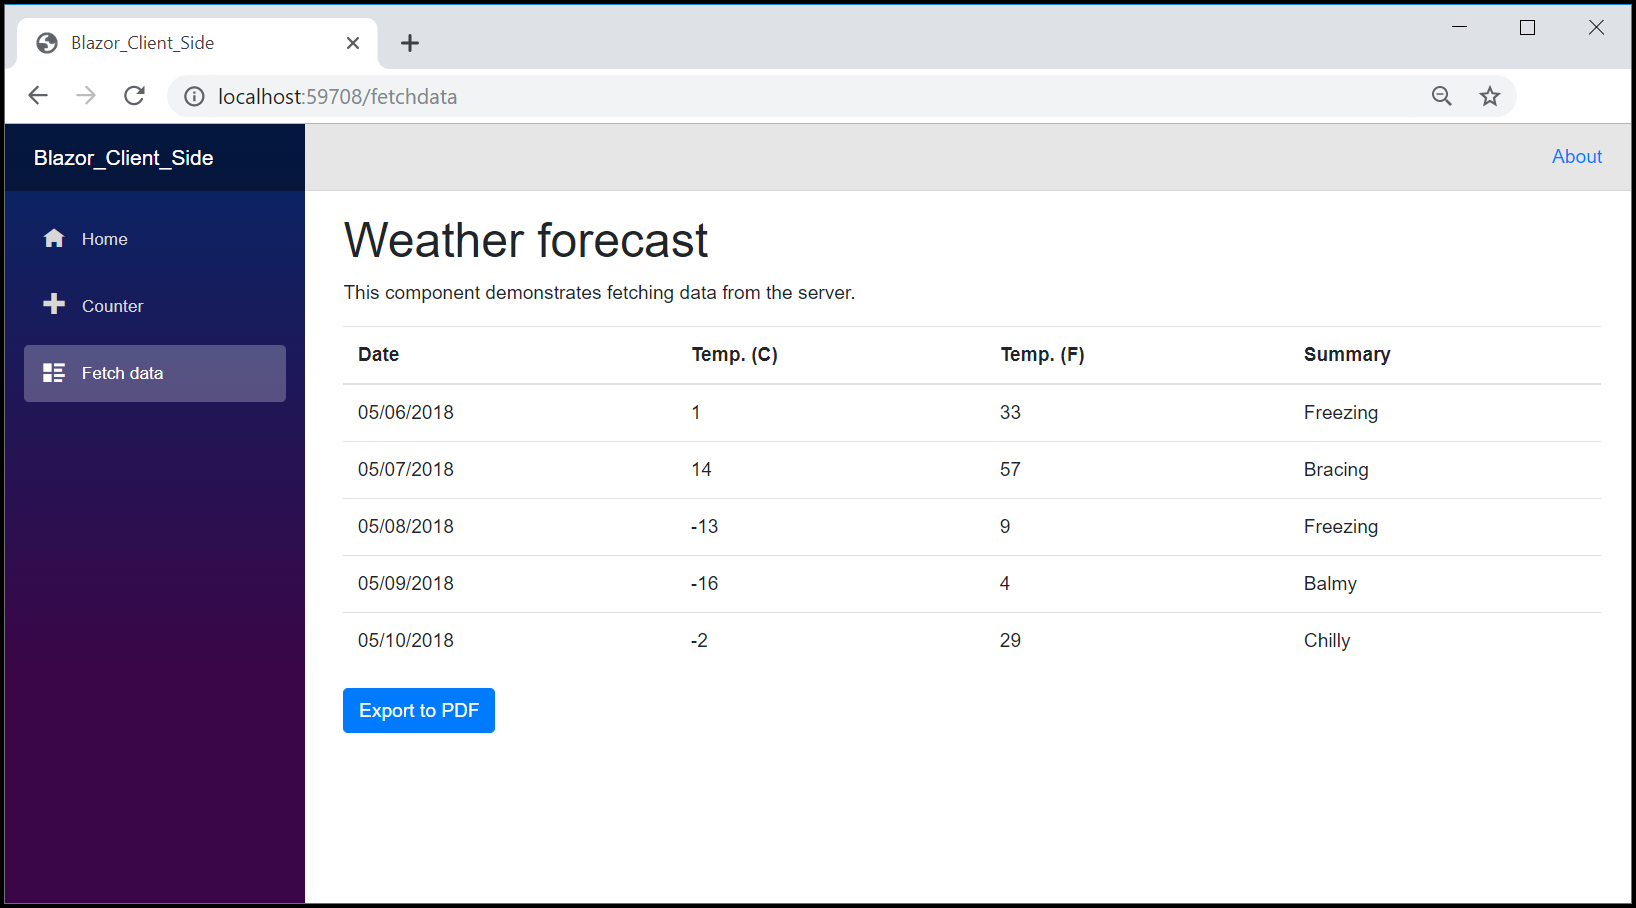 Blazor_Client_Side
localhost:59708/fetchdata
Blazor_Client_Side
About
Home
Counter
Fetch data
Weather forecast
This component demonstrates fetching data from the server.
Date Temp. (C) Temp. (F) Summary
05/06/2018 1 33 Freezing
05/07/2018 14 57 Bracing
05/08/2018 -13 9 Freezing
05/09/2018 -16 4 Balmy
05/10/2018 -2 29 Chilly
Export to PDF